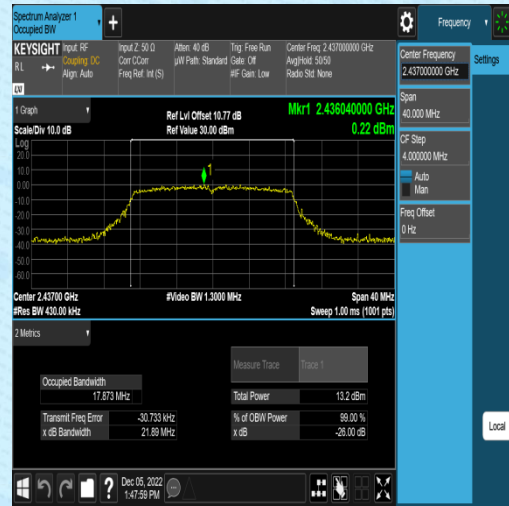 Spectrum Analyzer 1
Occupied BW
+
Frequency
KEYSIGHT
RL
LXI
Input: RF
Coupling: DC
Align: Auto
Input Z: 50 Ω
Corr CCorr
Freq Ref: Int (S)
Atten: 40 dB
µW Path: Standard
Trig: Free Run
Gate: Off
#IF Gain: Low
Center Freq: 2.437000000 GHz
Avg|Hold: 50/50
Radio Std: None
Center Frequency
2.437000000 GHz
Settings
Span
40.000 MHz
CF Step
4.000000 MHz
Auto
Man
Freq Offset
0 Hz
Local
1 Graph
Scale/Div 10.0 dB
Ref Lvl Offset 10.77 dB
Ref Value 30.00 dBm
Mkr1 2.436040000 GHz
0.22 dBm
Log
20.0
10.0
0.00
-10.0
-20.0
-30.0
-40.0
-50.0
-60.0
1
Center 2.43700 GHz
#Res BW 430.00 kHz
#Video BW 1.3000 MHz
Span 40 MHz
Sweep 1.00 ms (1001 pts)
2 Metrics
Measure Trace
Trace 1
Occupied Bandwidth
17.873 MHz
Total Power
13.2 dBm
Transmit Freq Error
-30.733 kHz
% of OBW Power
99.00 %
x dB Bandwidth
21.89 MHz
x dB
-26.00 dB
?
Dec 05, 2022
1:47:59 PM